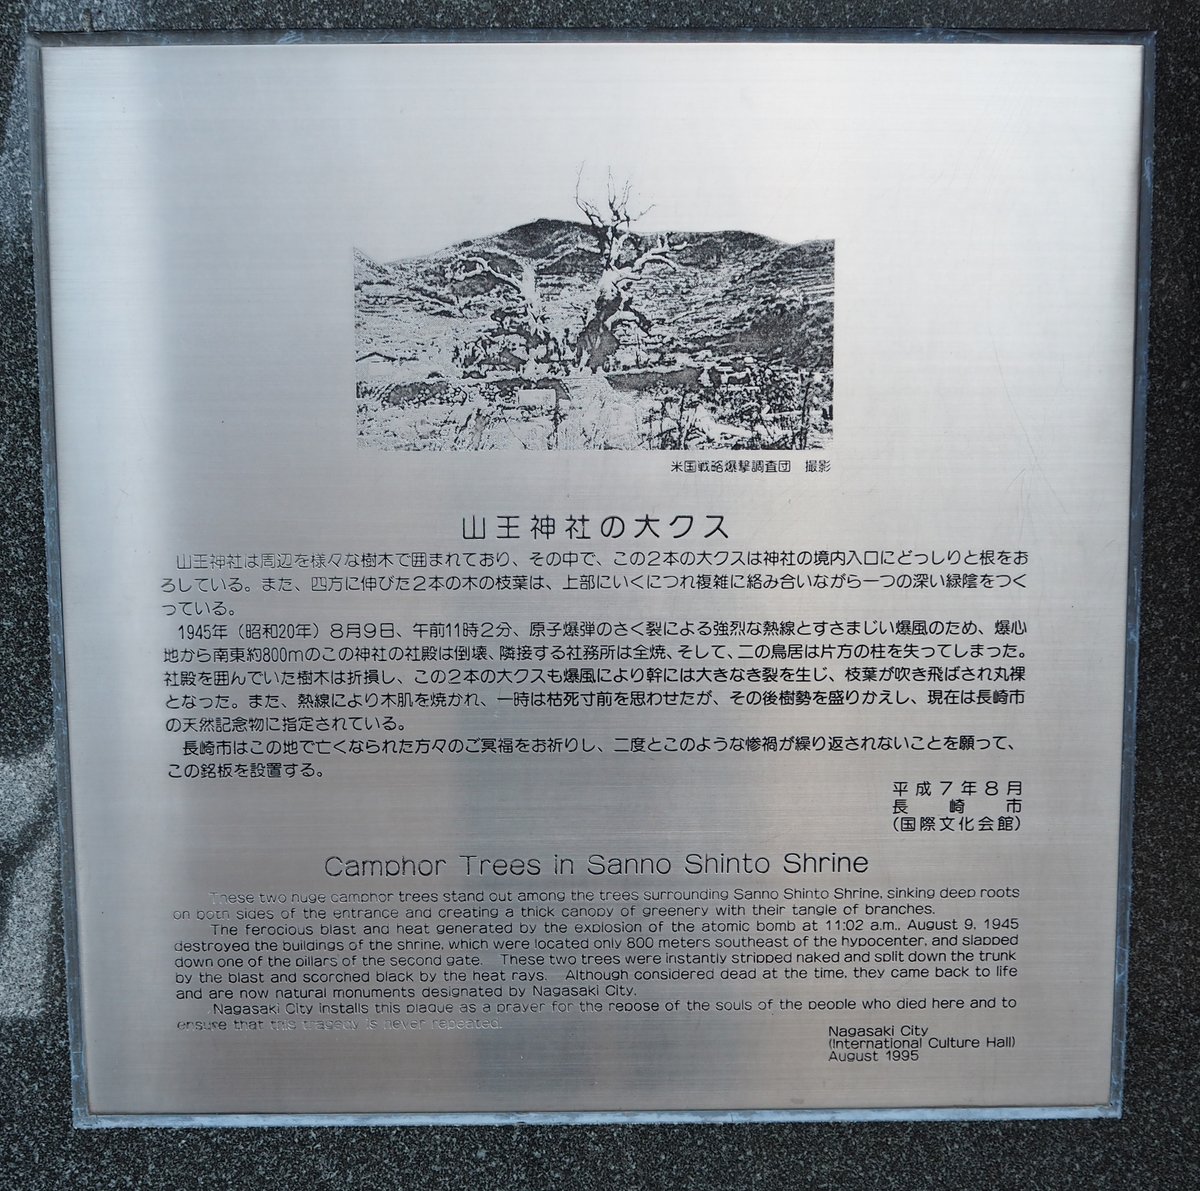 米国戦略爆撃調査団 撮影
山王神社の大クス
山王神社は周辺を様々な樹木で囲まれており、その中で、この2本の大クスは神社の境内入口にどっしりと根をお
ろしている。また、四方に伸びた2本の木の枝葉は、上部にいくにつれ複雑に絡み合いながら一つの深い緑陰をつく
っている。
1945年（昭和20年）8月9日、午前11時2分、原子爆弾のさく裂による強烈な熱線とすさまじい爆風のため、爆心
地から南東約800mのこの神社の社殿は倒壊、隣接する社務所は全焼、そして、二の鳥居は片方の柱を失ってしまった。
社殿を囲んでいた樹木は折損し、この2本の大クスも爆風により幹には大きなき裂を生じ、枝葉が吹き飛ばされ丸裸
となった。また、熱線により木肌を焼かれ、一時は枯死寸前を思わせたが、その後樹勢を盛りかえし、現在は長崎市
の天然記念物に指定されている。
長崎市はこの地で亡くなられた方々のご冥福をお祈りし、二度とこのような惨禍が繰り返されないことを願って、
この銘板を設置する。
平成7年8月
長崎市
（国際文化会館）
Camphor Trees in Sanno Shinto Shrine
These two huge camphor trees stand out among the trees surrounding Sanno Shinto Shrine, sinking deep roots
on both sides of the entrance and creating a thick canopy of greenery with their tangle of branches.
The ferocious blast and heat generated by the explosion of the atomic bomb at 11:02 a.m., August 9, 1945
destroyed the buildings of the shrine, which were located only 800 meters southeast of the hypocenter, and slapped
down one of the pillars of the second gate. These two trees were instantly stripped naked and split down the trunk
by the blast and scorched black by the heat rays. Although considered dead at the time, they came back to life
and are now natural monuments designated by Nagasaki City.
Nagasaki City installs this plaque as a prayer for the repose of the souls of the people who died here and to
ensure that this tragedy is never repeated.
Nagasaki City
(International Culture Hall)
August 1995